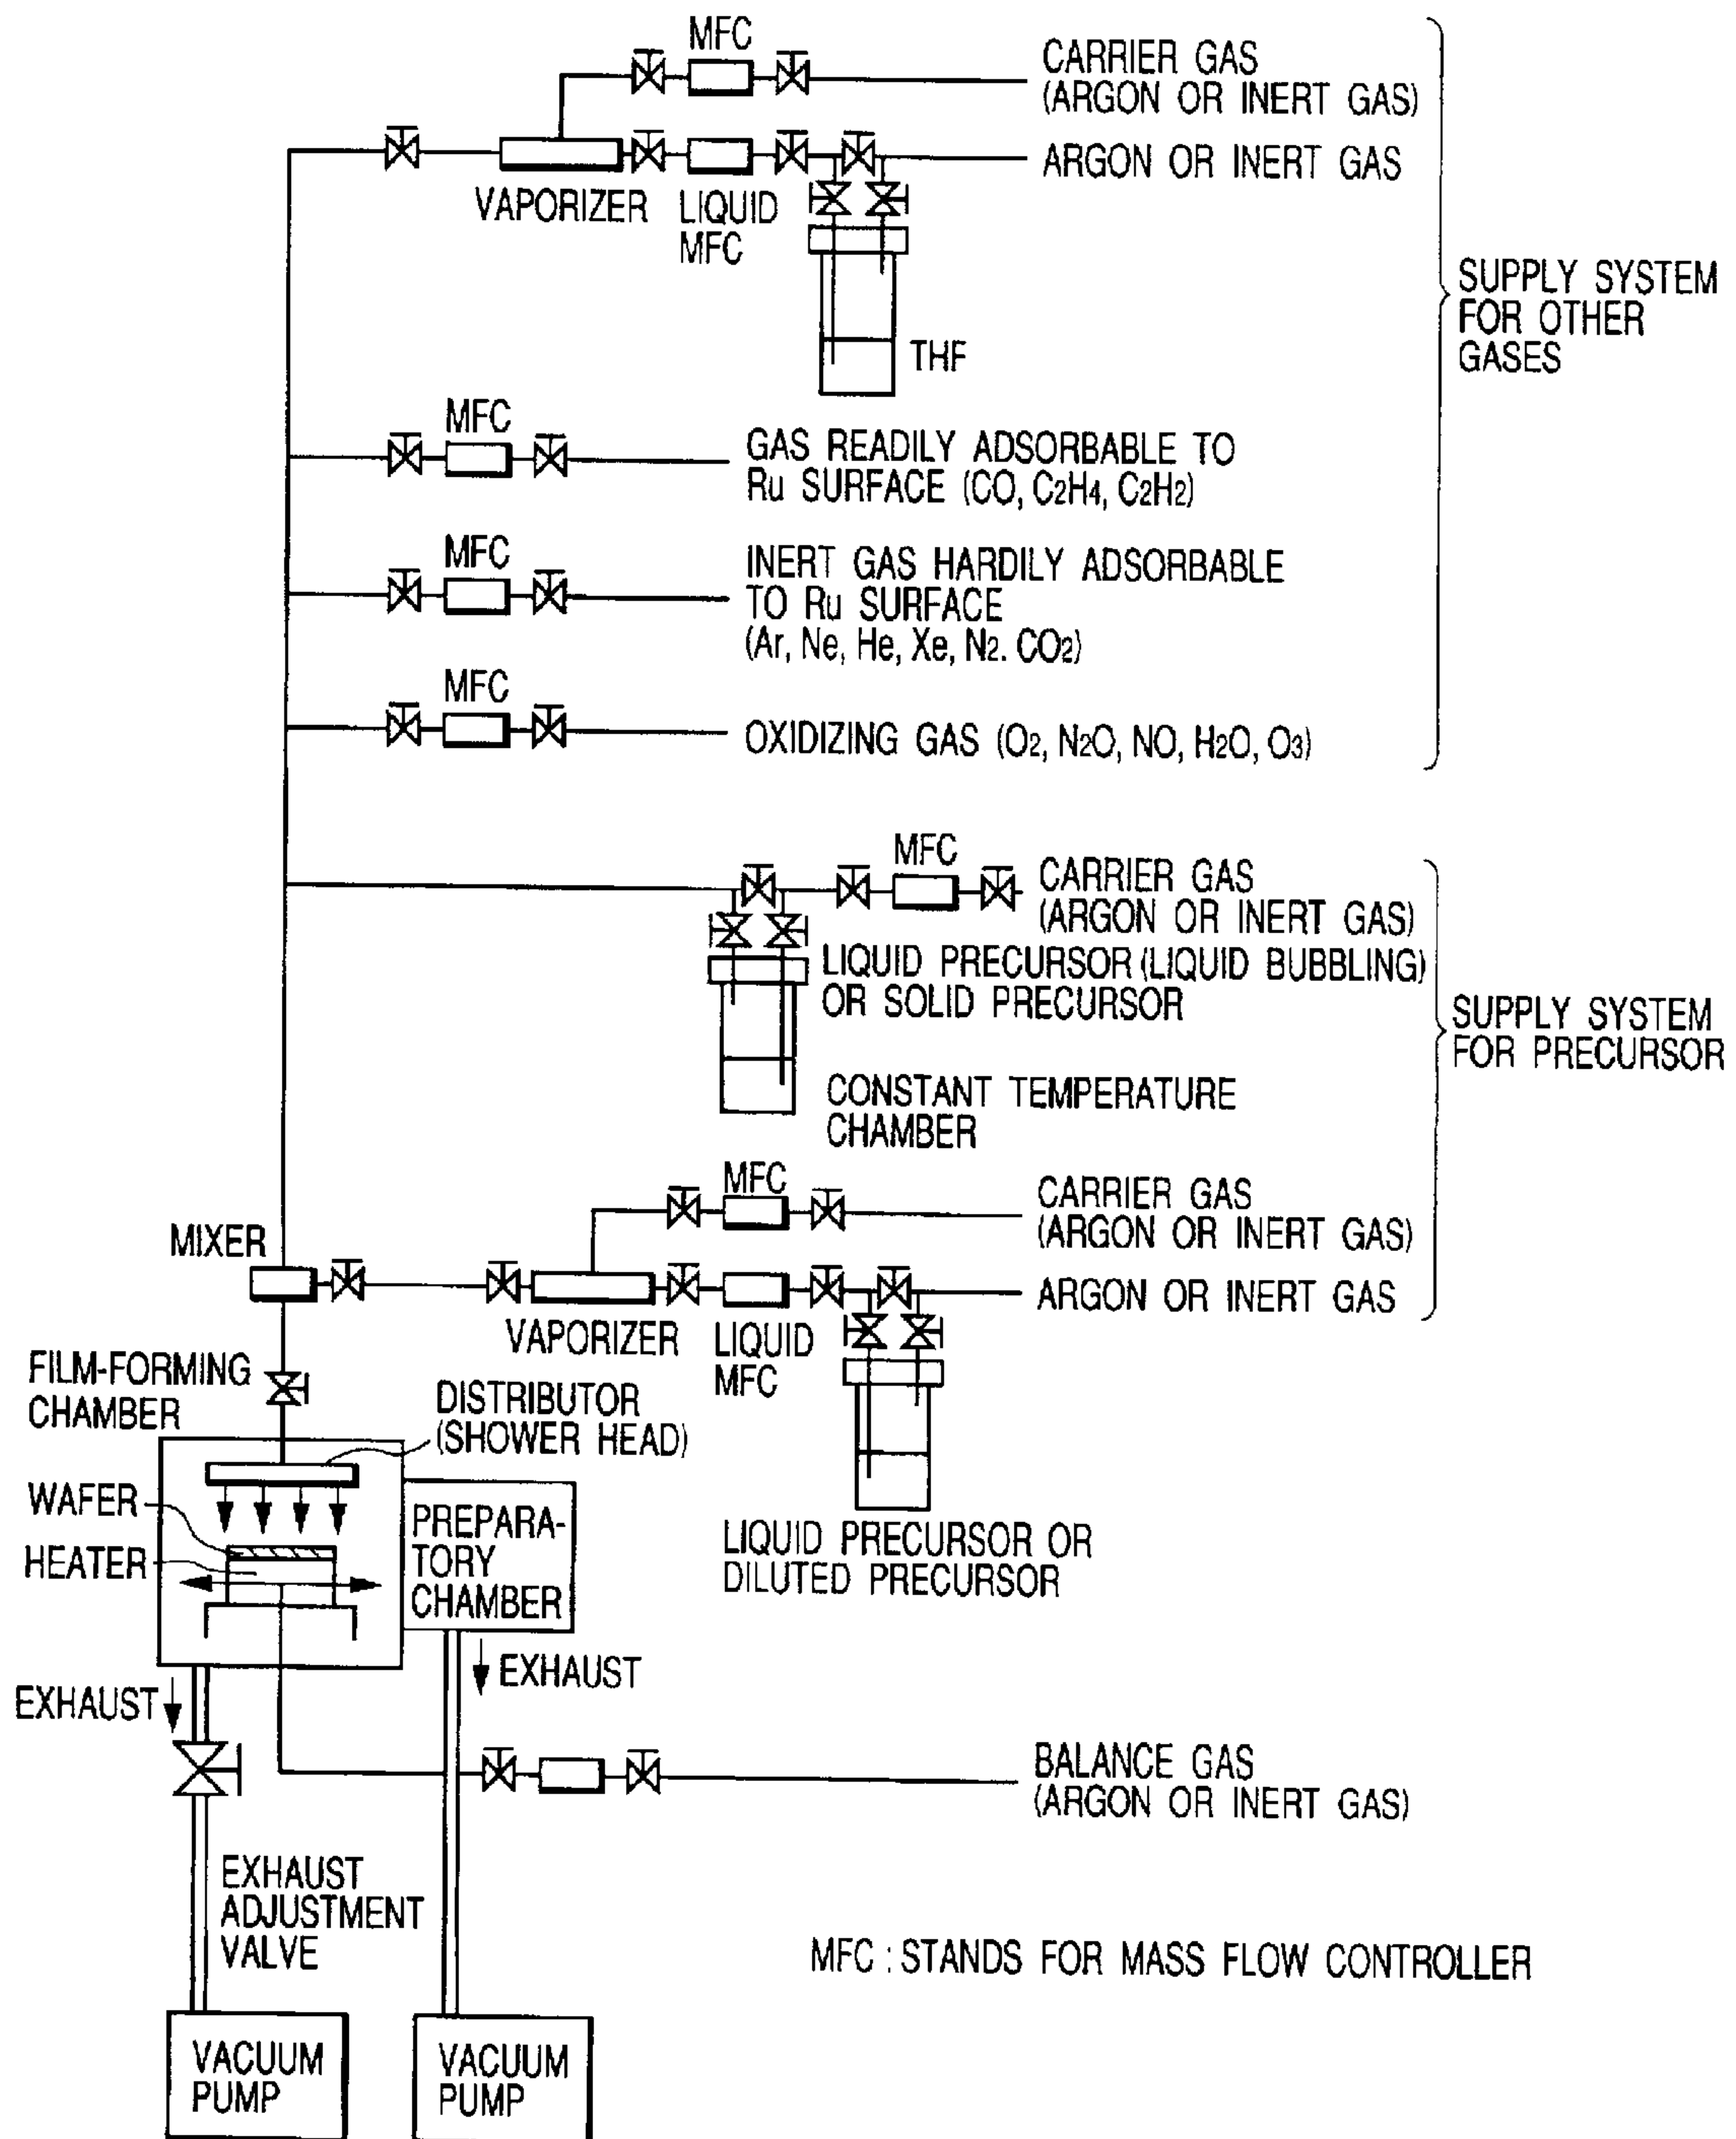 MFC
CARRIER GAS
(ARGON OR INERT GAS)
ARGON OR INERT GAS
VAPORIZER
LIQUID
MFC
THF
SUPPLY SYSTEM
FOR OTHER
GASES
MFC
GAS READILY ADSORBABLE TO
Ru SURFACE (CO, C2H4, C2H2)
MFC
INERT GAS HARDILY ADSORBABLE
TO Ru SURFACE
(Ar, Ne, He, Xe, N2. CO2)
MFC
OXIDIZING GAS (O2, N2O, NO, H2O, O3)
MFC
CARRIER GAS
(ARGON OR INERT GAS)
LIQUID PRECURSOR (LIQUID BUBBLING)
OR SOLID PRECURSOR
SUPPLY SYSTEM
FOR PRECURSOR
CONSTANT TEMPERATURE
CHAMBER
MFC
CARRIER GAS
(ARGON OR INERT GAS)
MIXER
ARGON OR INERT GAS
VAPORIZER
LIQUID
MFC
FILM-FORMING
CHAMBER
DISTRIBUTOR
(SHOWER HEAD)
WAFER
HEATER
PREPARA-
TORY
CHAMBER
LIQUID PRECURSOR OR
DILUTED PRECURSOR
EXHAUST
EXHAUST
BALANCE GAS
(ARGON OR INERT GAS)
EXHAUST
ADJUSTMENT
VALVE
MFC : STANDS FOR MASS FLOW CONTROLLER
VACUUM
PUMP
VACUUM
PUMP